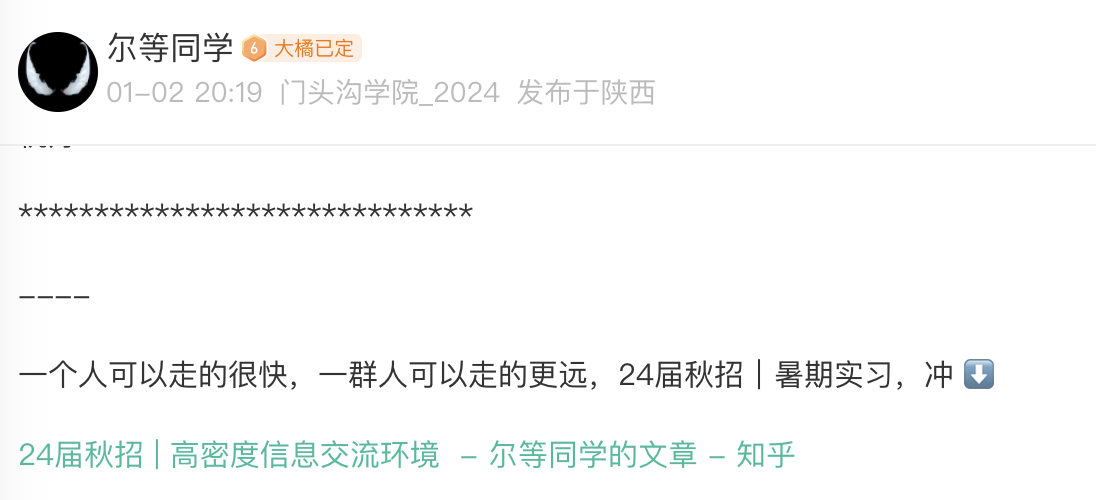 尔等同学 6 大橘已定
01-02 20:19 门头沟学院_2024 发布于陕西
******************************
----
一个人可以走的很快，一群人可以走的更远，24届秋招｜暑期实习，冲 ⬇️
24届秋招 | 高密度信息交流环境 - 尔等同学的文章 - 知乎